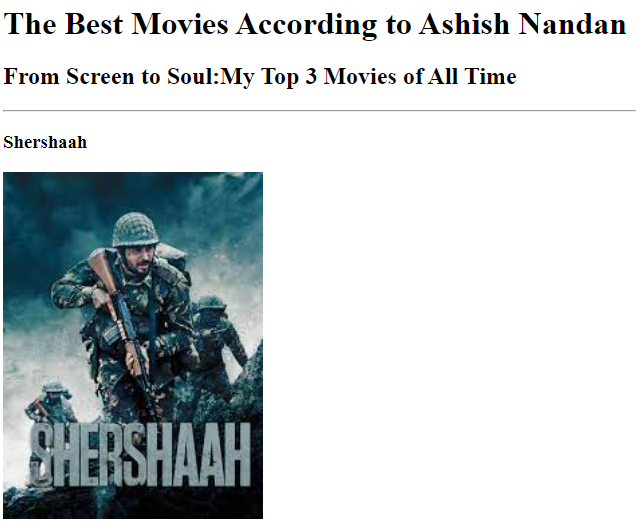 The Best Movies According to Ashish Nandan
From Screen to Soul:My Top 3 Movies of All Time
Shershaah
SHERSHAAH